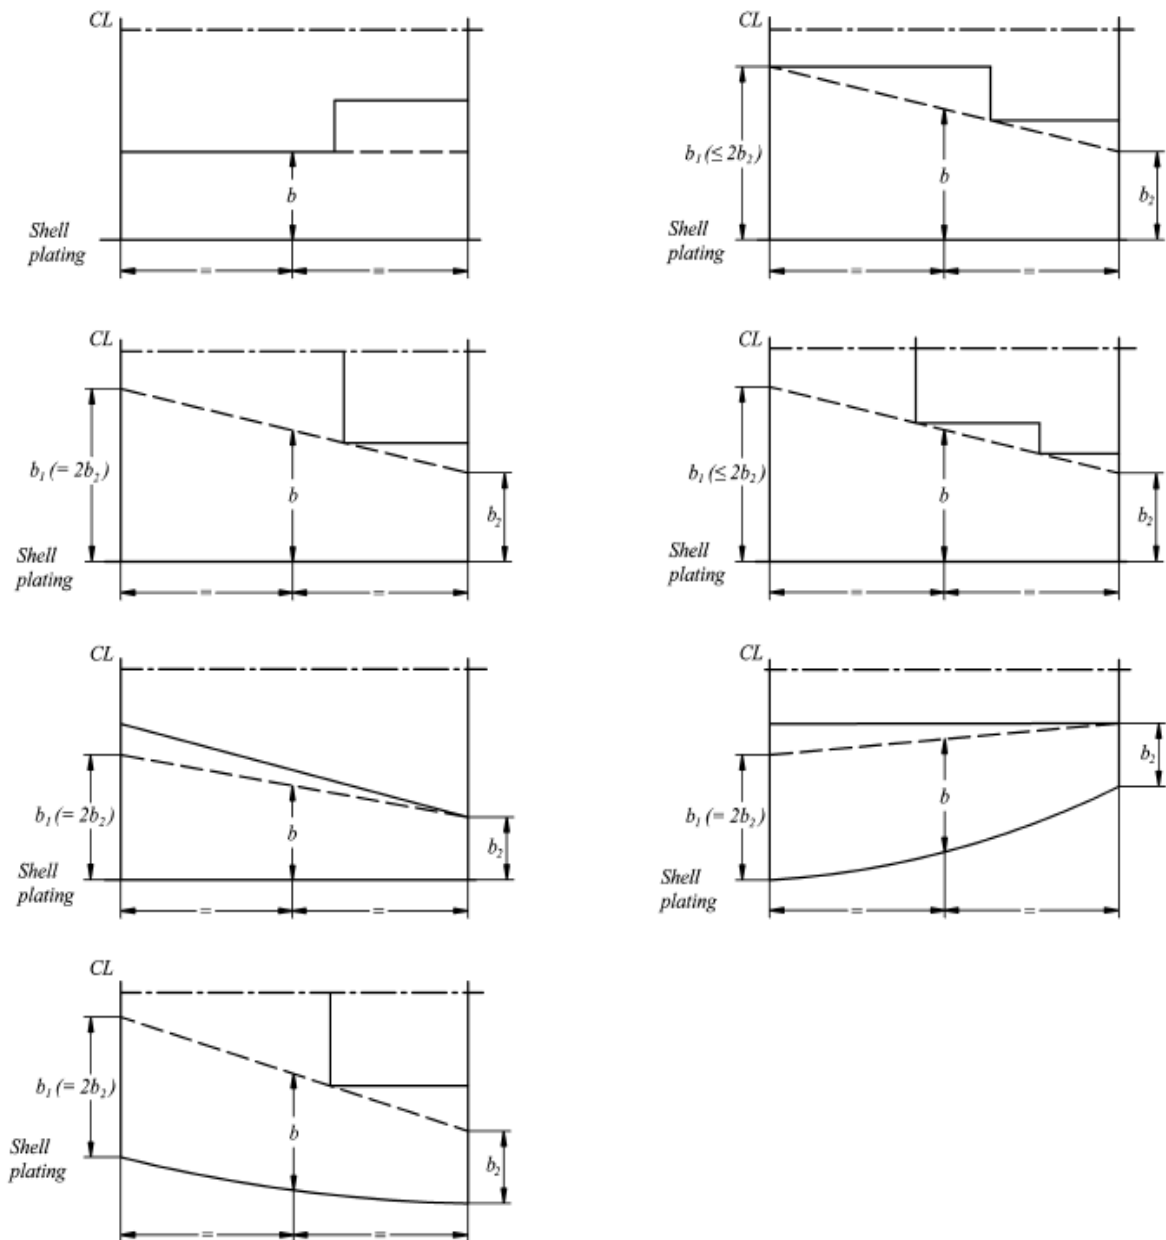 CL
b
Shell
plating
=
=
CL
b₁ (≤ 2b₂)
b
b₂
Shell
plating
=
=
CL
b₁ (= 2b₂)
b
b₂
Shell
plating
=
=
CL
b₁ (≤ 2b₂)
b
b₂
Shell
plating
=
=
CL
b₁ (= 2b₂)
b
b₂
Shell
plating
=
=
CL
b₂
b
b₁ (= 2b₂)
Shell
plating
=
=
CL
b₁ (= 2b₂)
b
Shell
plating
b₂
=
=